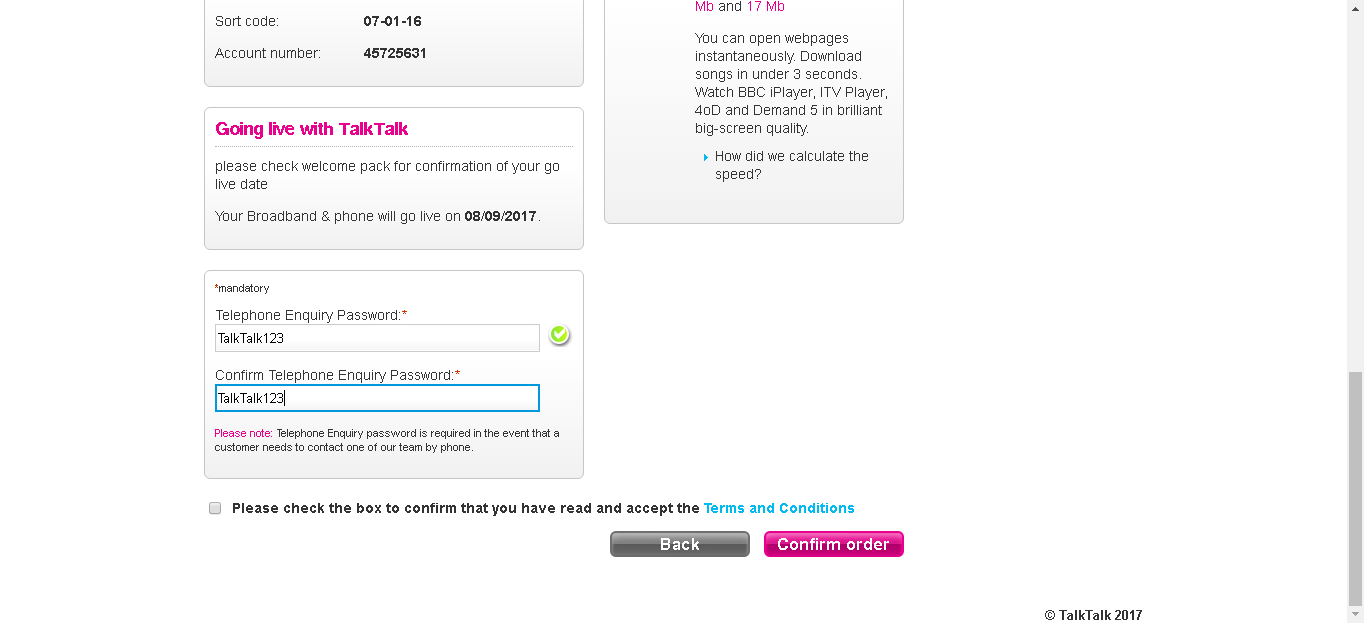 Sort code: 07-01-16
Account number: 45725631
Going live with TalkTalk
please check welcome pack for confirmation of your go
live date
Your Broadband & phone will go live on 08/09/2017.
*mandatory
Telephone Enquiry Password:*
TalkTalk123
Confirm Telephone Enquiry Password:*
TalkTalk123
Please note: Telephone Enquiry password is required in the event that a
customer needs to contact one of our team by phone.
Mb and 17 Mb
You can open webpages
instantaneously. Download
songs in under 3 seconds.
Watch BBC iPlayer, ITV Player,
4oD and Demand 5 in brilliant
big-screen quality.
How did we calculate the
speed?
Please check the box to confirm that you have read and accept the Terms and Conditions
Back
Confirm order
© TalkTalk 2017